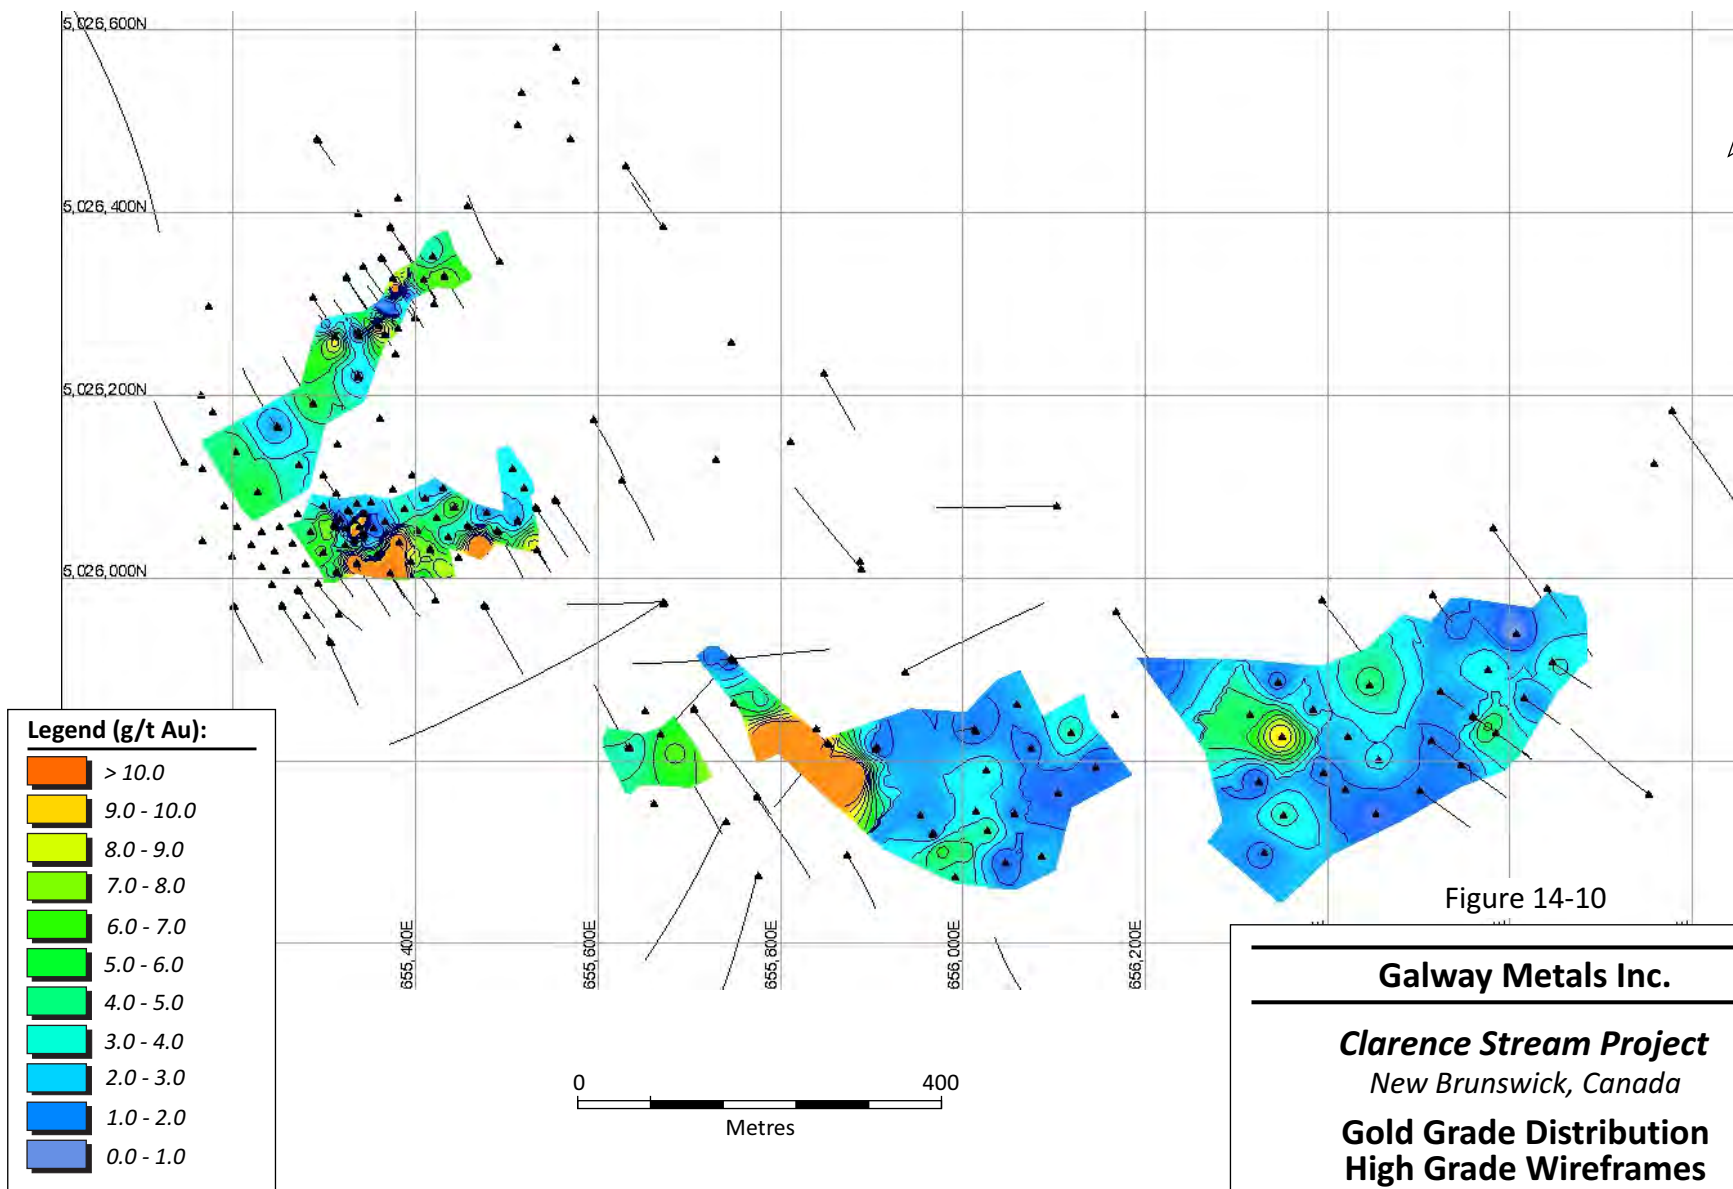 5,026,600N
5,026,400N
5,026,200N
5,026,000N
655,400E
655,600E
655,800E
656,000E
656,200E
Legend (g/t Au):
> 10.0
9.0 - 10.0
8.0 - 9.0
7.0 - 8.0
6.0 - 7.0
5.0 - 6.0
4.0 - 5.0
3.0 - 4.0
2.0 - 3.0
1.0 - 2.0
0.0 - 1.0
0 400
Metres
Figure 14-10
Galway Metals Inc.
Clarence Stream Project
New Brunswick, Canada
Gold Grade Distribution
High Grade Wireframes